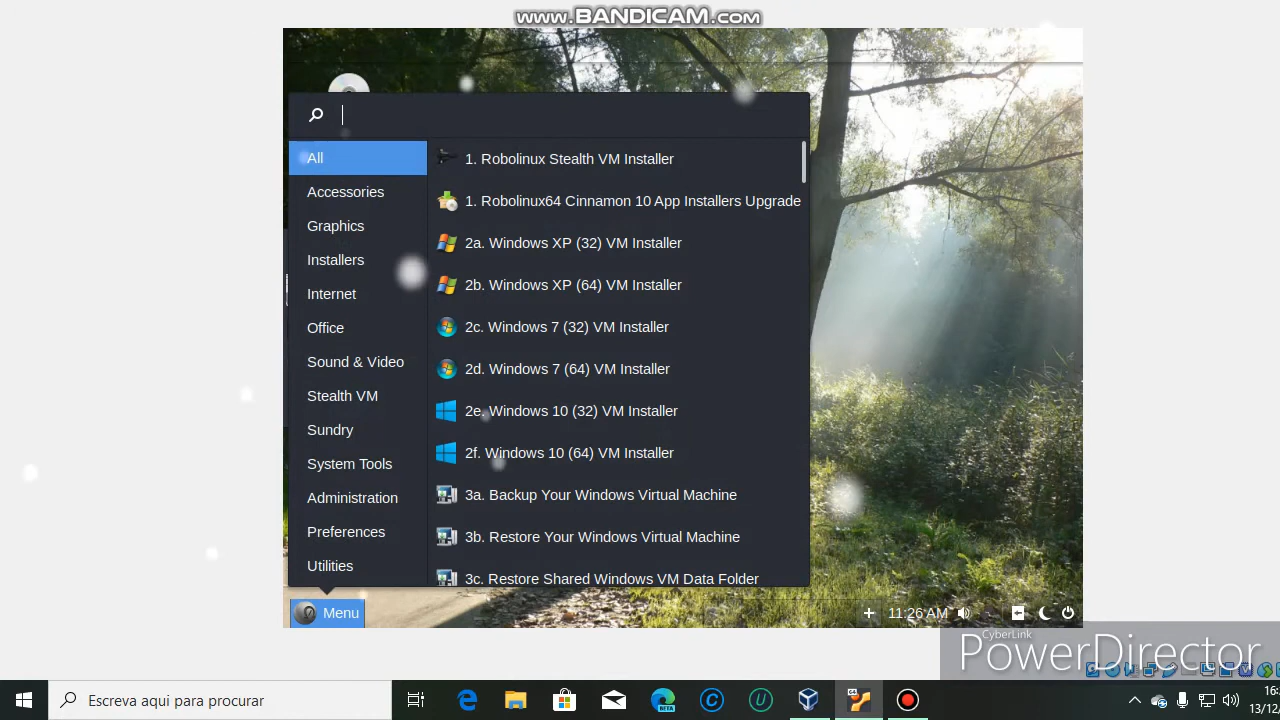 www.BANDICAM.com
All
Accessories
Graphics
Installers
Internet
Office
Sound & Video
Stealth VM
Sundry
System Tools
Administration
Preferences
Utilities
1. Robolinux Stealth VM Installer
1. Robolinux64 Cinnamon 10 App Installers Upgrade
2a. Windows XP (32) VM Installer
2b. Windows XP (64) VM Installer
2c. Windows 7 (32) VM Installer
2d. Windows 7 (64) VM Installer
2e. Windows 10 (32) VM Installer
2f. Windows 10 (64) VM Installer
3a. Backup Your Windows Virtual Machine
3b. Restore Your Windows Virtual Machine
3c. Restore Shared Windows VM Data Folder
Menu
11:26 AM
CyberLink
PowerDirector
Escreva aqui para procurar
BETA
C
U
64
16:
13/12/